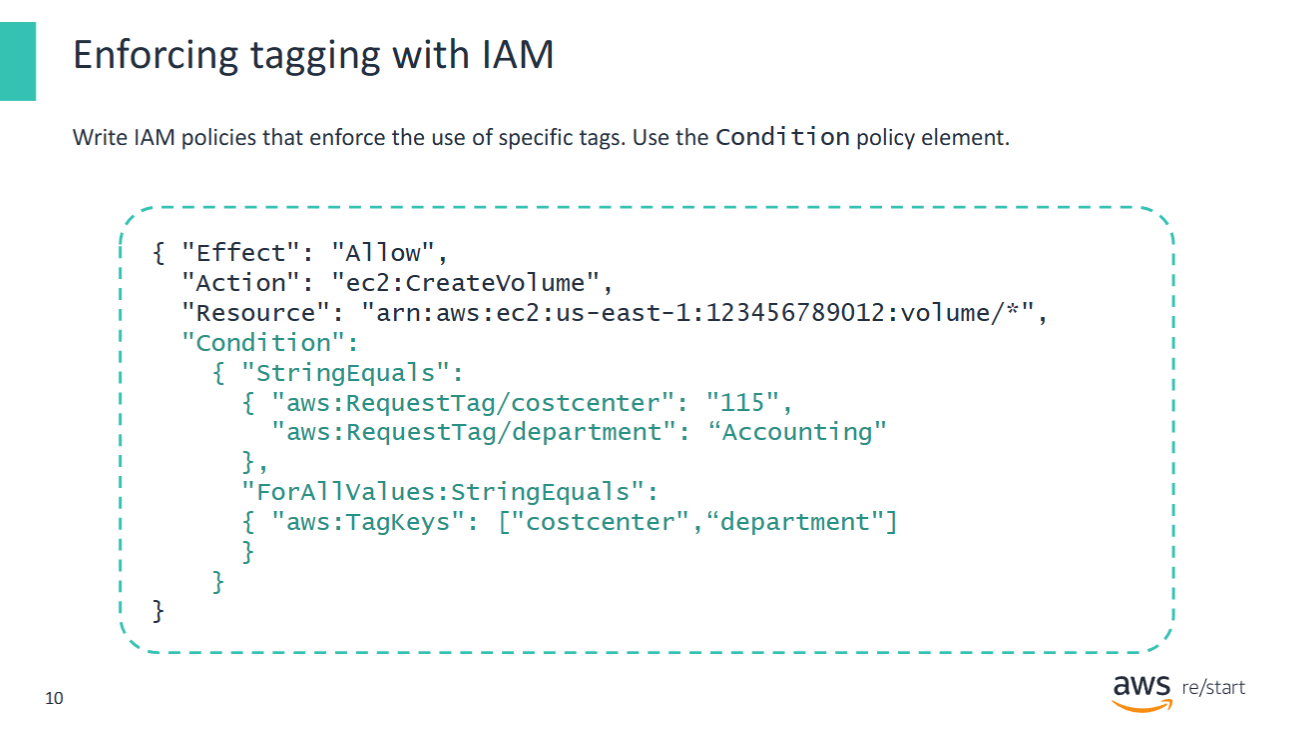 Enforcing tagging with IAM
Write IAM policies that enforce the use of specific tags. Use the Condition policy element.
{ "Effect": "Allow",
"Action": "ec2:CreateVolume",
"Resource": "arn:aws:ec2:us-east-1:123456789012:volume/*",
"Condition":
{ "StringEquals":
{ "aws:RequestTag/costcenter": "115",
"aws:RequestTag/department": “Accounting"
},
"ForAllValues:StringEquals":
{ "aws:TagKeys": ["costcenter",“department"]
}
}
}
10
aws re/start